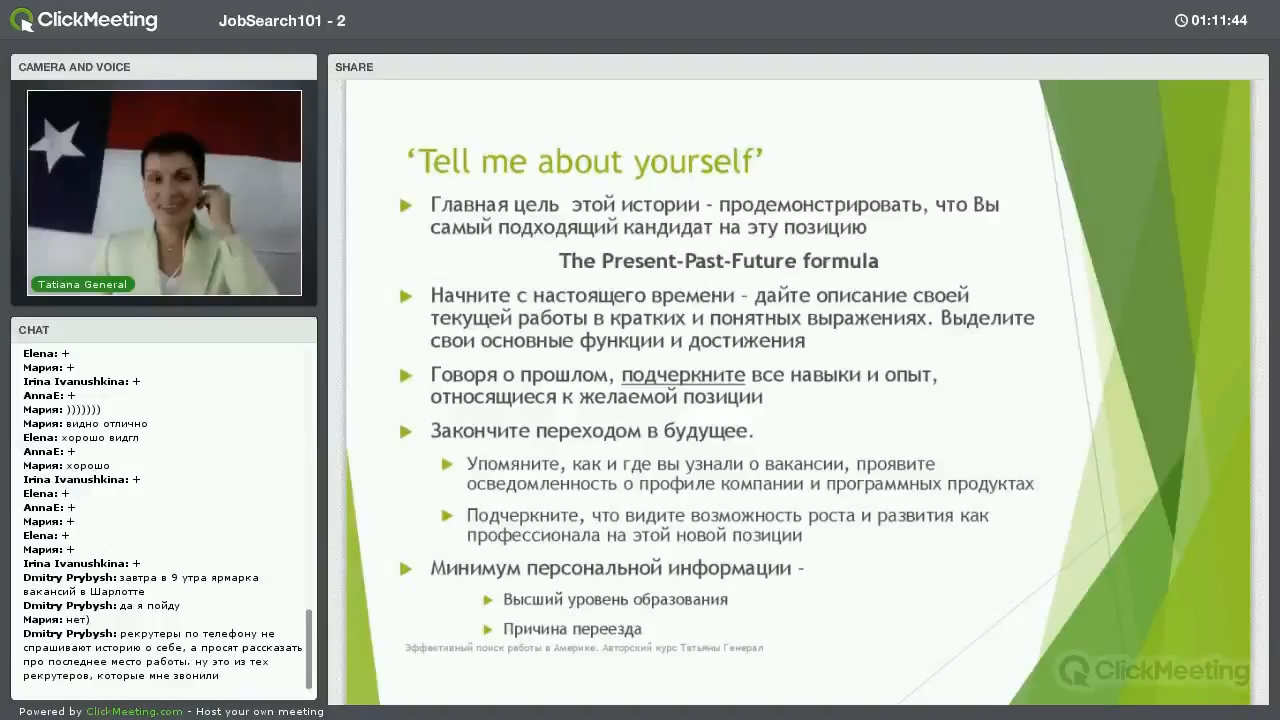 ClickMeeting
JobSearch101 - 2
01:11:44
CAMERA AND VOICE
Tatiana General
CHAT
Elena: +
Мария: +
Irina Ivanushkina: +
AnnaE: +
Мария: )))))))
Мария: видно отлично
Elena: хорошо видгл
AnnaE: +
Мария: хорошо
Irina Ivanushkina: +
Elena: +
AnnaE: +
Мария: +
Elena: +
Мария: +
Irina Ivanushkina: +
Dmitry Prybysh: завтра в 9 утра ярмарка
вакансий в Шарлотте
Dmitry Prybysh: да я пойду
Мария: нет)
Dmitry Prybysh: рекрутеры по телефону не
спрашивают историю о себе, а просят рассказать
про последнее место работы. ну это из тех
рекрутеров, которые мне звонили
SHARE
‘Tell me about yourself’
Главная цель этой истории - продемонстрировать, что Вы
самый подходящий кандидат на эту позицию
The Present-Past-Future formula
Начните с настоящего времени - дайте описание своей
текущей работы в кратких и понятных выражениях. Выделите
свои основные функции и достижения
Говоря о прошлом, подчеркните все навыки и опыт,
относящиеся к желаемой позиции
Закончите переходом в будущее.
Упомяните, как и где вы узнали о вакансии, проявите
осведомленность о профиле компании и программных продуктах
Подчеркните, что видите возможность роста и развития как
профессионала на этой новой позиции
Минимум персональной информации -
Высший уровень образования
Причина переезда
Эффективный поиск работы в Америке. Авторский курс Татьяны Генерал
ClickMeeting
Powered by ClickMeeting.com - Host your own meeting